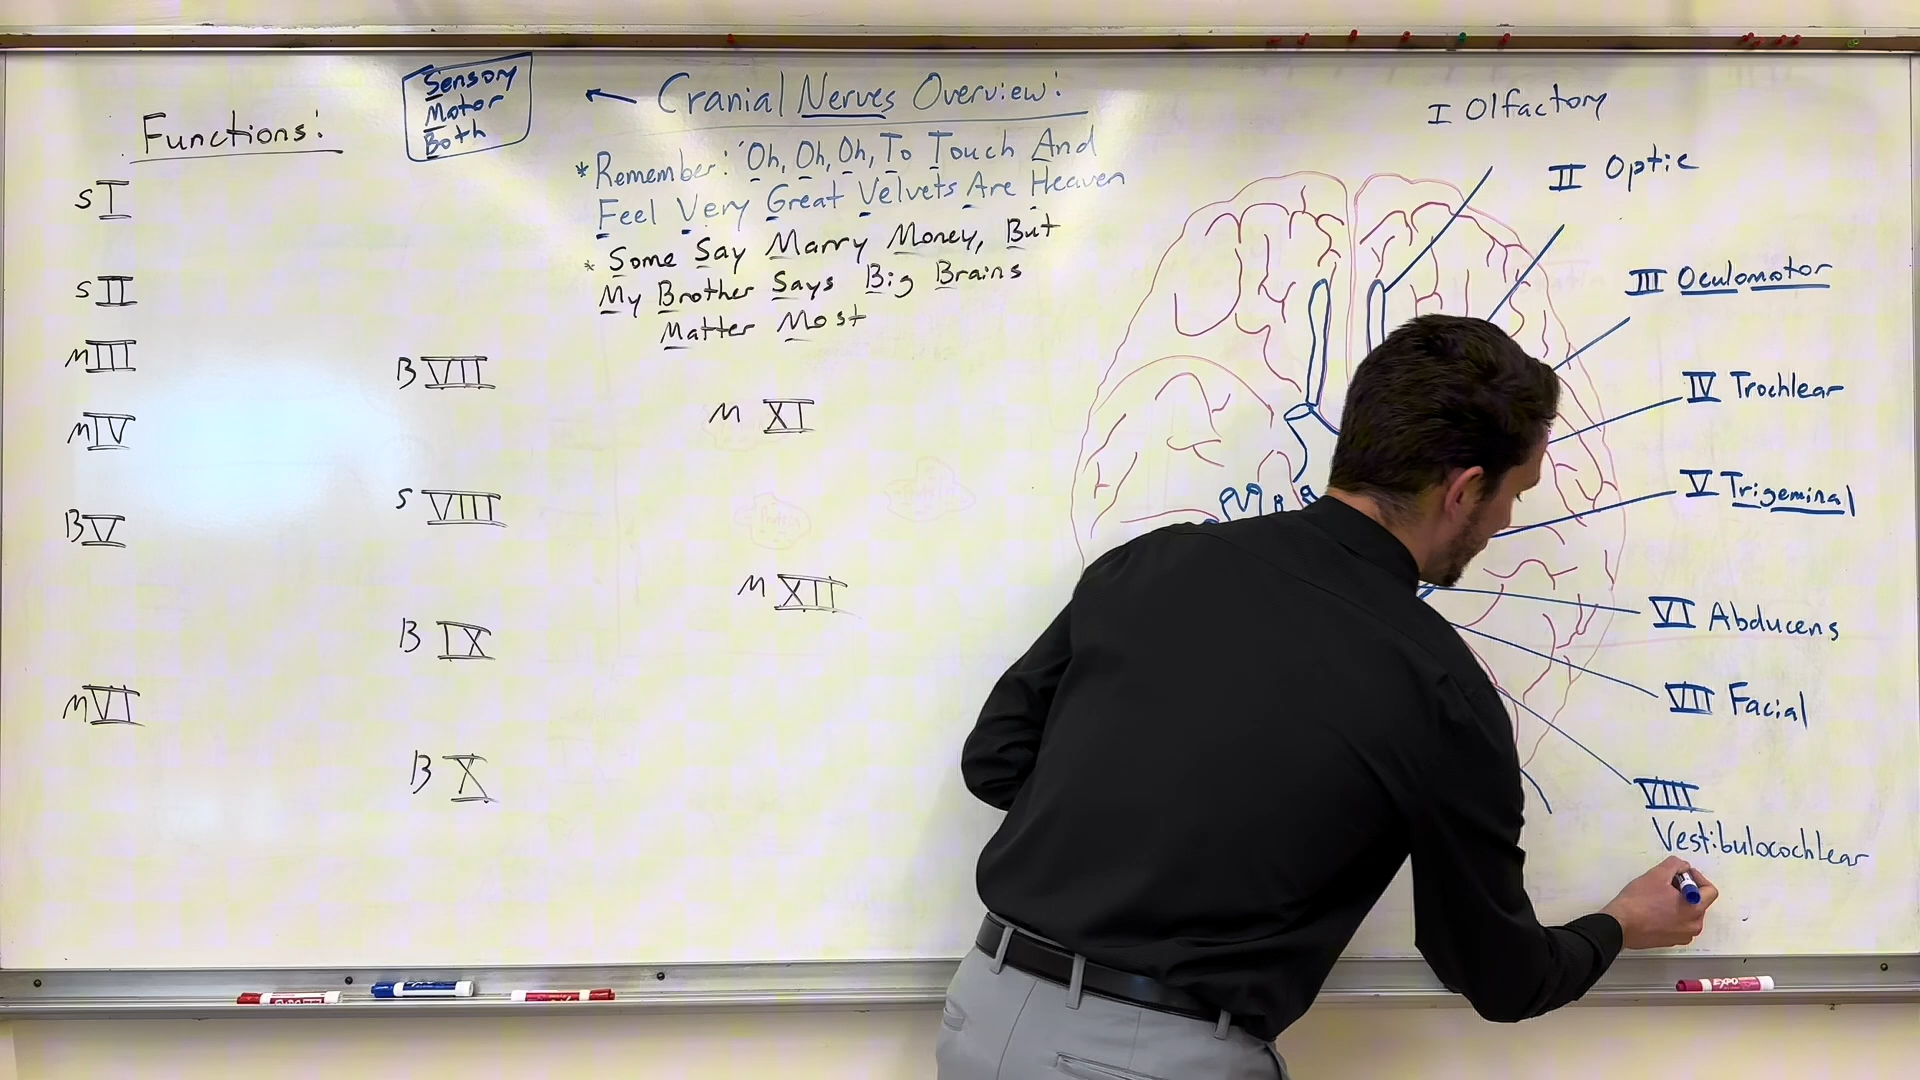 Functions:
Sensory
Motor
Both
Cranial Nerves Overview:
*Remember: "Oh, Oh, Oh, To Touch And
Feel Very Great Velvets Are Heaven
* Some Say Marry Money, But
My Brother Says Big Brains
Matter Most
S I
S II
M III
M IV
B V
M VI
B VII
S VIII
B IX
B X
M XI
M XII
I Olfactory
II Optic
III Oculomotor
IV Trochlear
V Trigeminal
VI Abducens
VII Facial
VIII
Vestibulocochlear
EXPO
EXPO